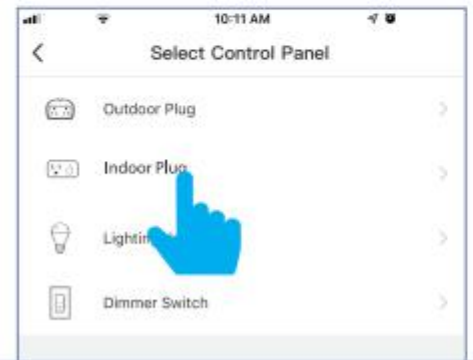 10:11 AM
Select Control Panel
Outdoor Plug
Indoor Plug
Dimmer Switch